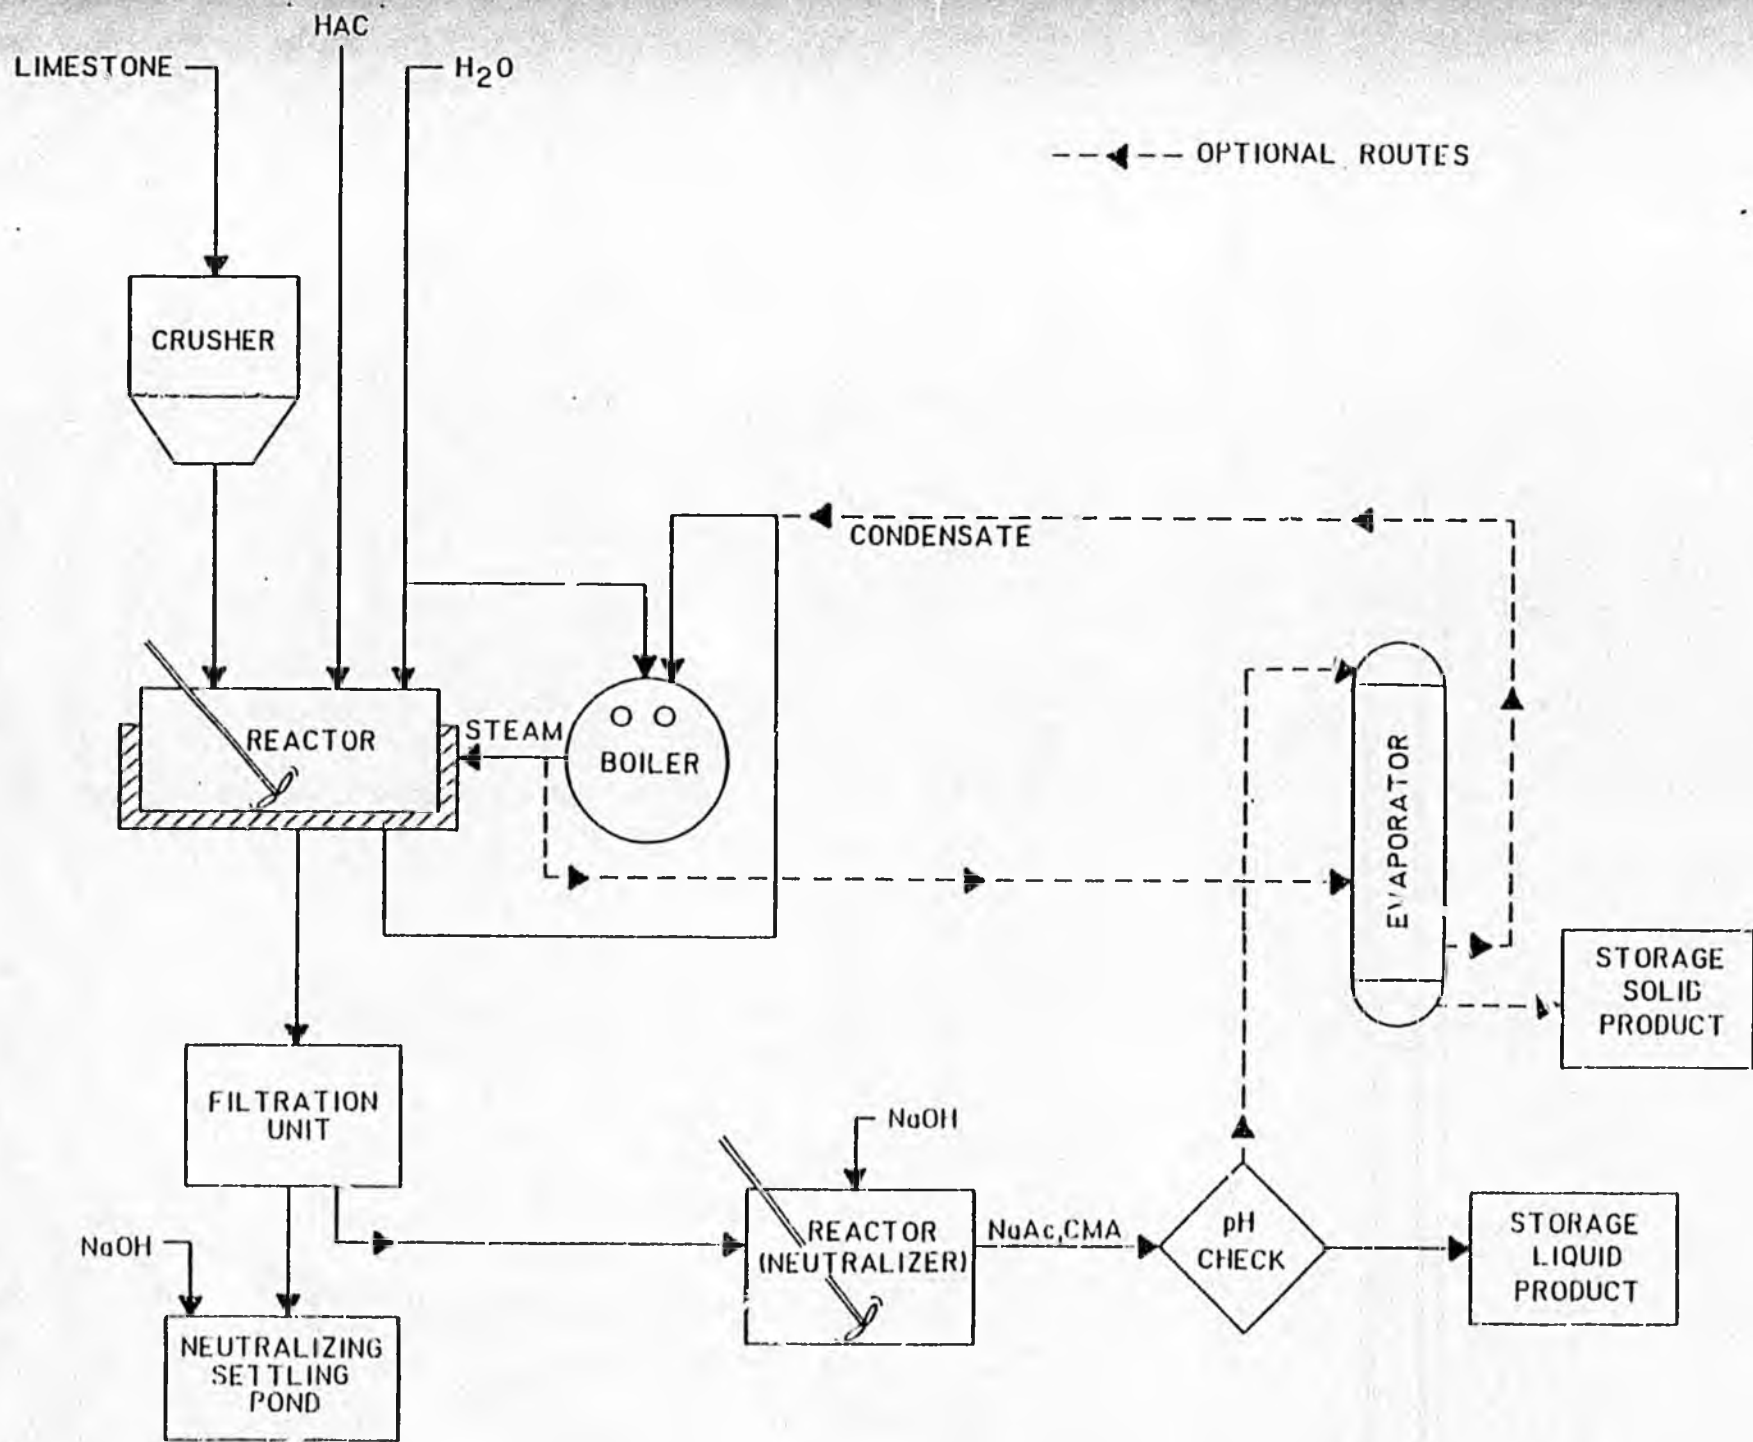 HAC
LIMESTONE
H2O
OPTIONAL ROUTES
CRUSHER
CONDENSATE
STEAM
REACTOR
BOILER
EVAPORATOR
STORAGE
SOLID
PRODUCT
FILTRATION
UNIT
NaOH
REACTOR
(NEUTRALIZER)
NaAc,CMA
pH
CHECK
STORAGE
LIQUID
PRODUCT
NaOH
NEUTRALIZING
SETTLING
POND